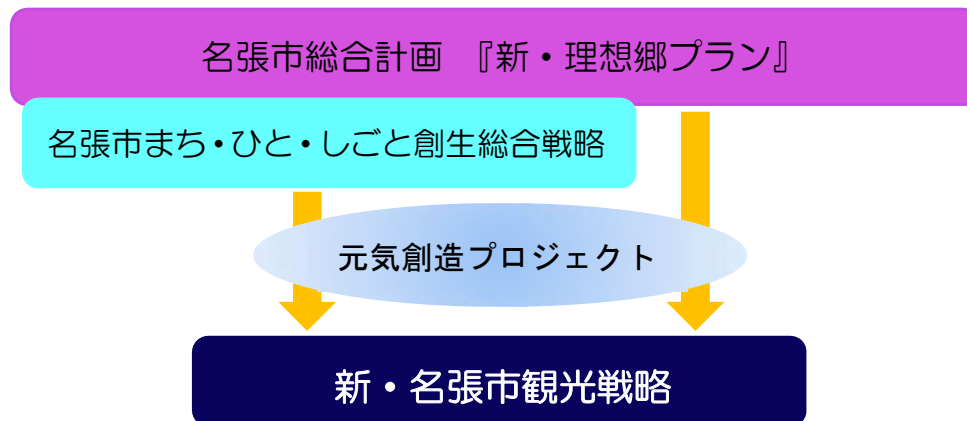 名張市総合計画 『新・理想郷プラン』
名張市まち・ひと・しごと創生総合戦略
元気創造プロジェクト
新・名張市観光戦略